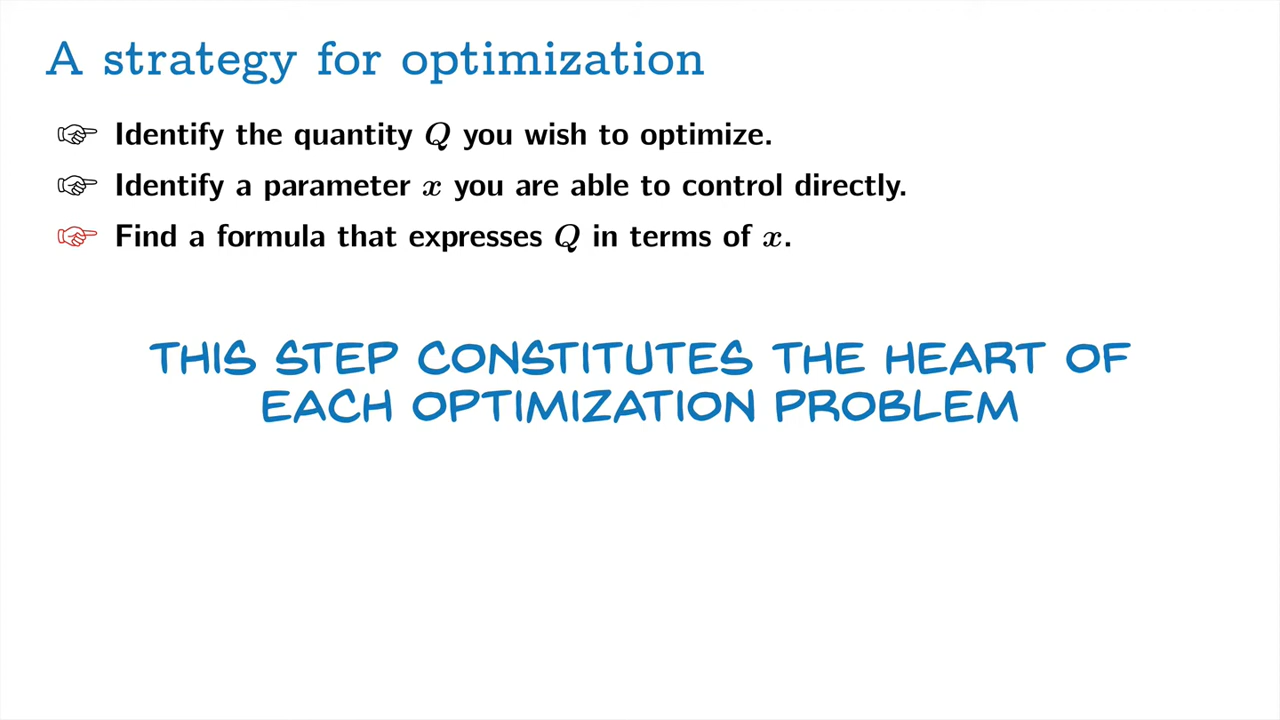 A strategy for optimization
☞ Identify the quantity Q you wish to optimize.
☞ Identify a parameter x you are able to control directly.
☞ Find a formula that expresses Q in terms of x.
THIS STEP CONSTITUTES THE HEART OF
EACH OPTIMIZATION PROBLEM